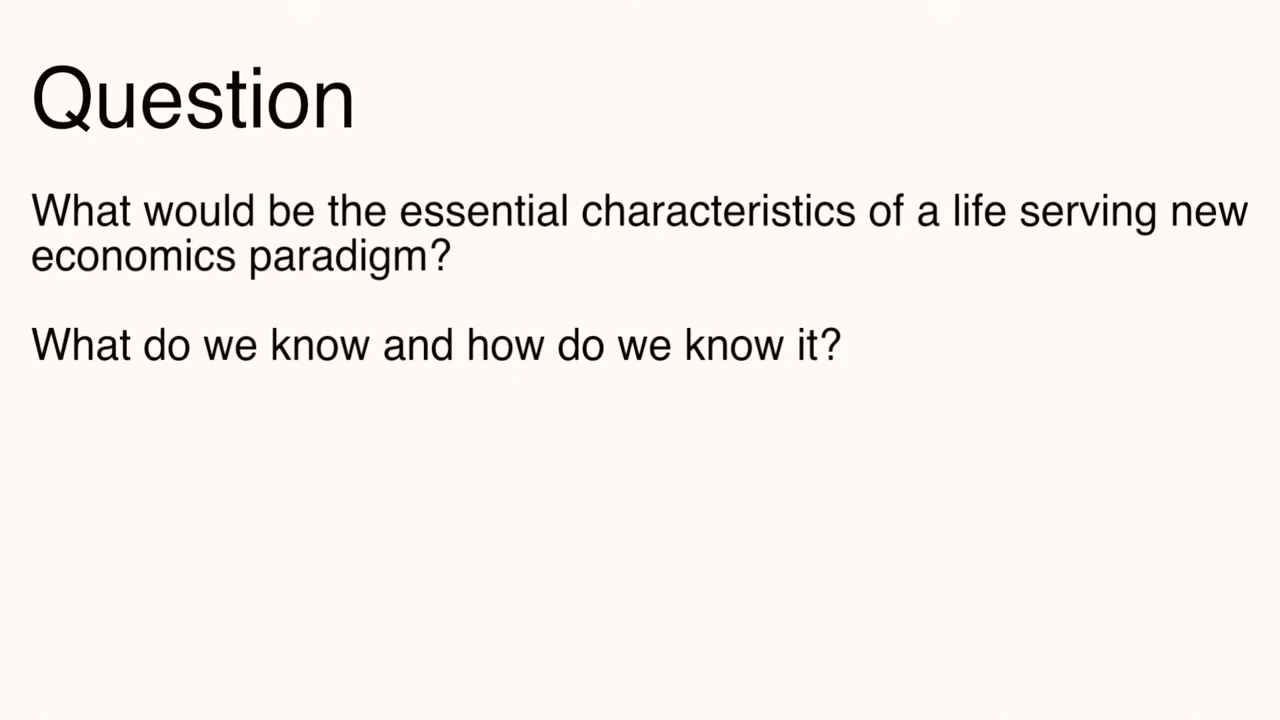 Question
What would be the essential characteristics of a life serving new
economics paradigm?
What do we know and how do we know it?